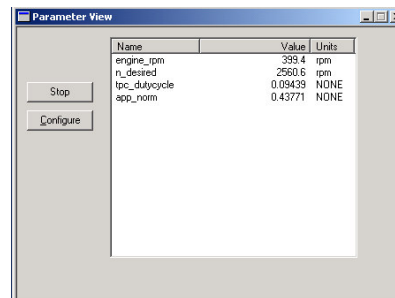 Parameter View
Name Value Units
engine_rpm 399.4 rpm
n_desired 2560.6 rpm
tpc_dutycycle 0.09439 NONE
app_norm 0.43771 NONE
Stop
Configure